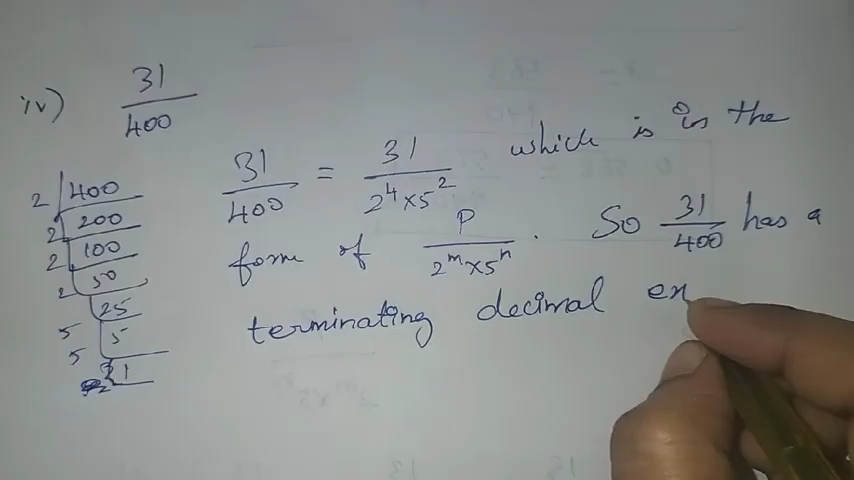 iv) 31/400
2 | 400
2 | 200
2 | 100
2 | 50
5 | 25
5 | 5
1
31/400 = 31/2^4×5^2 which is in the
form of P/2^m×5^n. So 31/400 has a
terminating decimal ex